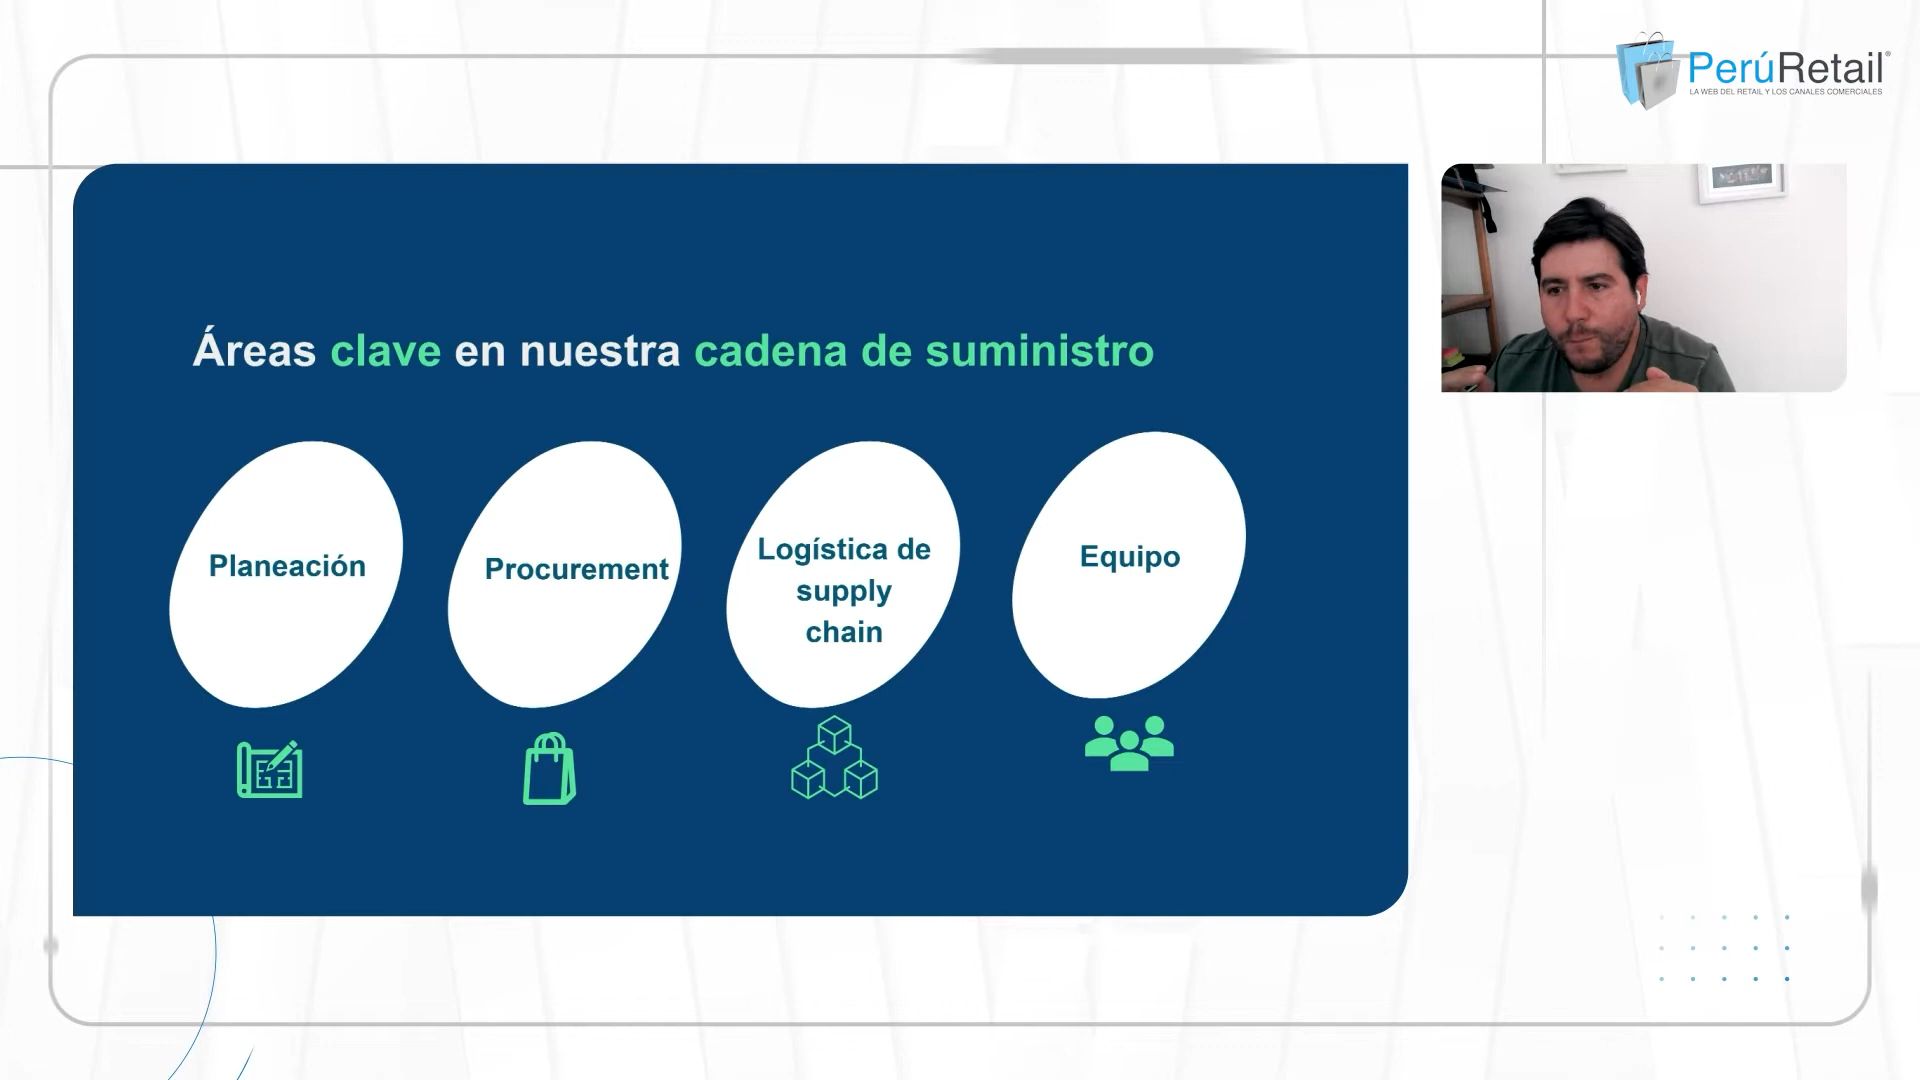 PerúRetail®
LA WEB DEL RETAIL Y LOS CANALES COMERCIALES
Áreas clave en nuestra cadena de suministro
Planeación
Procurement
Logística de
supply
chain
Equipo